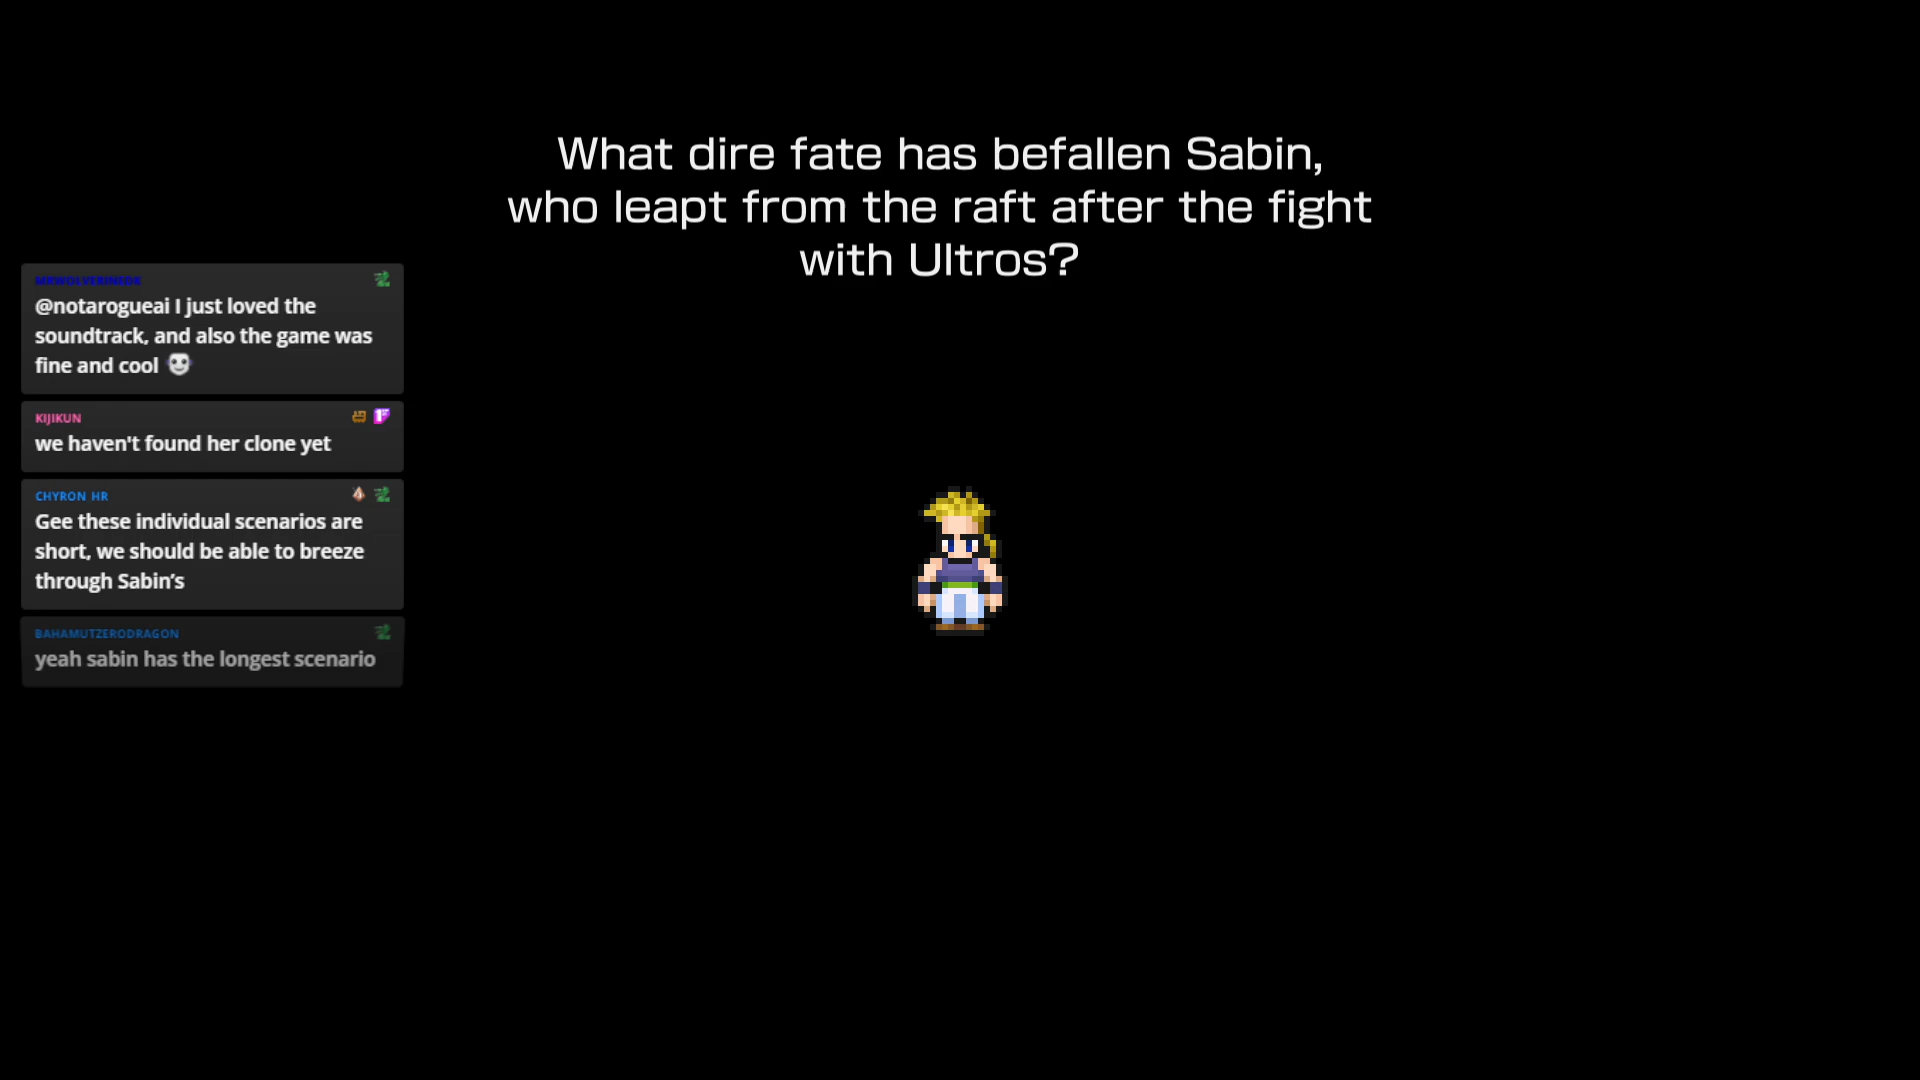 What dire fate has befallen Sabin,
who leapt from the raft after the fight
with Ultros?
@notarogueai I just loved the
soundtrack, and also the game was
fine and cool
KIJIKUN
we haven't found her clone yet
CHYRON HR
Gee these individual scenarios are
short, we should be able to breeze
through Sabin’s
BAHAMUTZERODRAGON
yeah sabin has the longest scenario